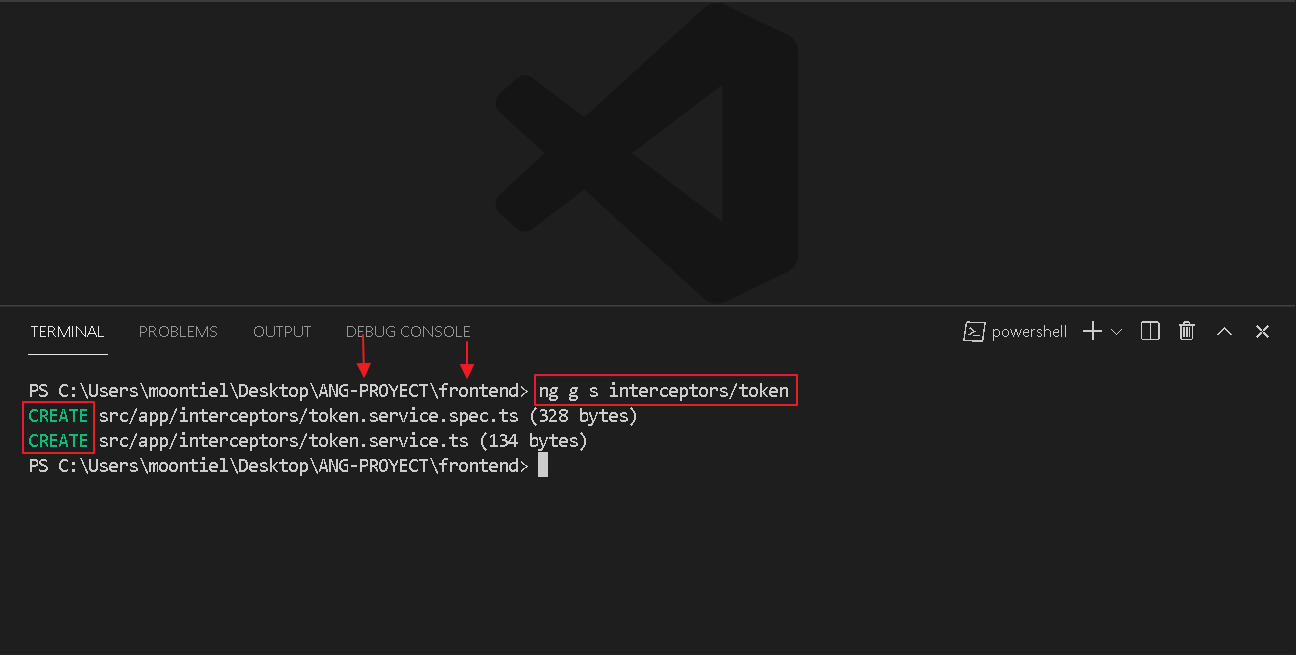 TERMINAL PROBLEMS OUTPUT DEBUG CONSOLE powershell
PS C:\Users\moontiel\Desktop\ANG-PROYECT\frontend> ng g s interceptors/token
CREATE src/app/interceptors/token.service.spec.ts (328 bytes)
CREATE src/app/interceptors/token.service.ts (134 bytes)
PS C:\Users\moontiel\Desktop\ANG-PROYECT\frontend>